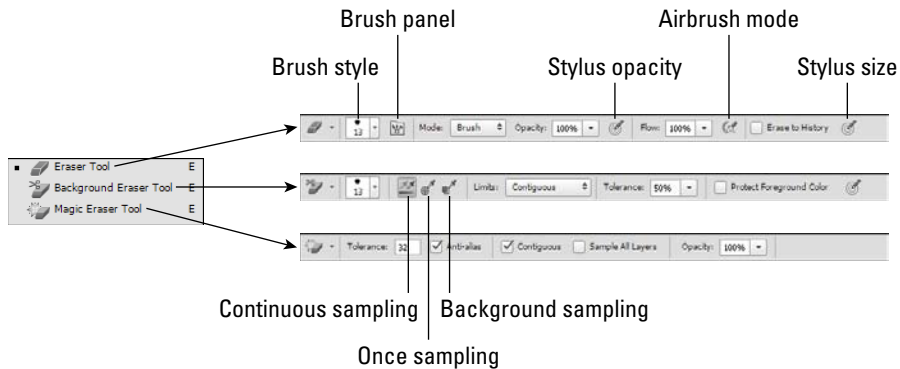 Brush panel
Airbrush mode
Brush style
Stylus opacity
Stylus size
13
Mode: Brush
Opacity: 100%
Flow: 100%
Erase to History
Eraser Tool E
Background Eraser Tool E
Magic Eraser Tool E
13
Limits: Contiguous
Tolerance: 50%
Protect Foreground Color
Tolerance: 32
Anti-alias
Contiguous
Sample All Layers
Opacity: 100%
Continuous sampling
Background sampling
Once sampling